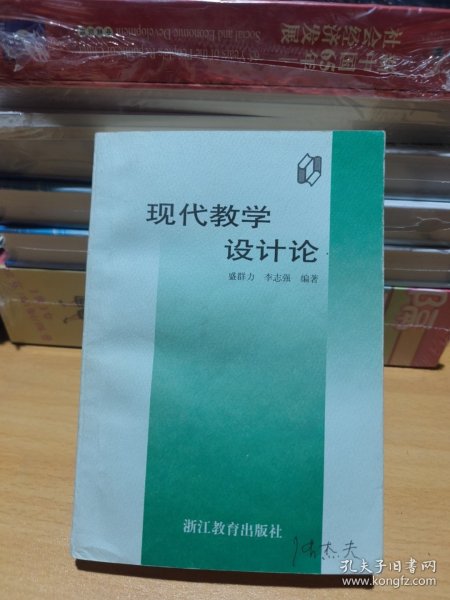 社会经济发展
Social and Economic Development
现代教学
设计论
盛群力 李志强 编著
浙江教育出版社
杰夫
孔夫子旧书网
www.kongfz.com